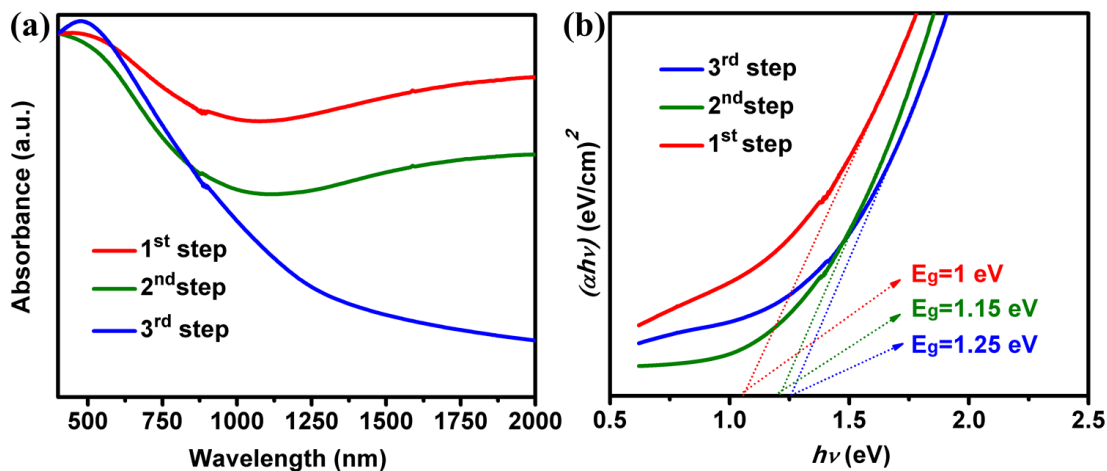 (a)
Absorbance (a.u.)
1st step
2nd step
3rd step
500 750 1000 1250 1500 1750 2000
Wavelength (nm)
(b)
(αhν) (eV/cm)²
3rd step
2nd step
1st step
Eg=1 eV
Eg=1.15 eV
Eg=1.25 eV
0.5 1.0 1.5 2.0 2.5
hν (eV)